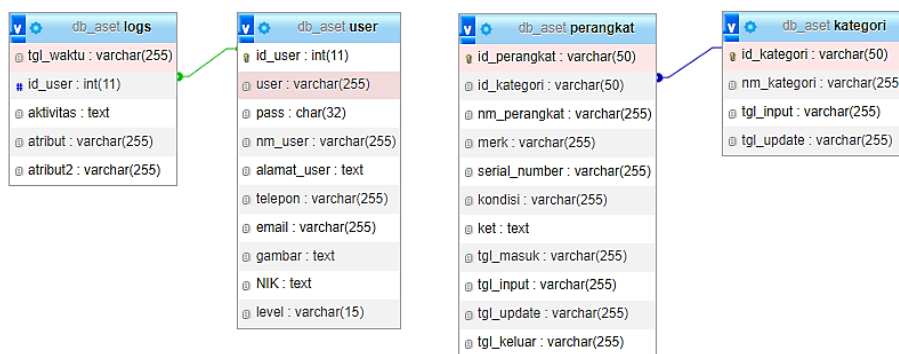 db_aset logs
tgl_waktu : varchar(255)
id_user : int(11)
aktivitas : text
atribut : varchar(255)
atribut2 : varchar(255)
db_aset user
id_user : int(11)
user : varchar(255)
pass : char(32)
nm_user : varchar(255)
alamat_user : text
telepon : varchar(255)
email : varchar(255)
gambar : text
NIK : text
level : varchar(15)
db_aset perangkat
id_perangkat : varchar(50)
id_kategori : varchar(50)
nm_perangkat : varchar(255)
merk : varchar(255)
serial_number : varchar(255)
kondisi : varchar(255)
ket : text
tgl_masuk : varchar(255)
tgl_input : varchar(255)
tgl_update : varchar(255)
tgl_keluar : varchar(255)
db_aset kategori
id_kategori : varchar(50)
nm_kategori : varchar(255
tgl_input : varchar(255)
tgl_update : varchar(255)